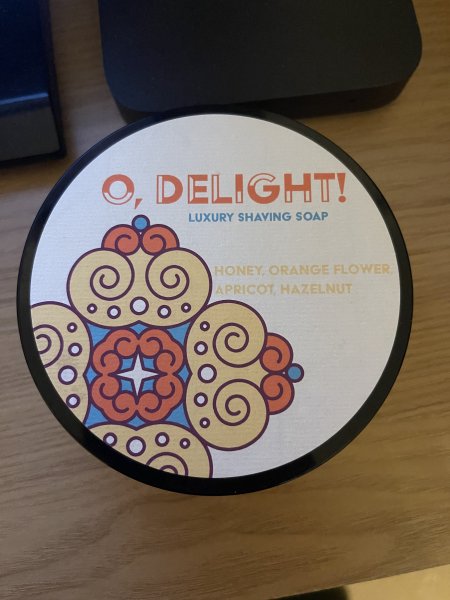 O, DELIGHT!
LUXURY SHAVING SOAP
HONEY, ORANGE FLOWER,
APRICOT, HAZELNUT